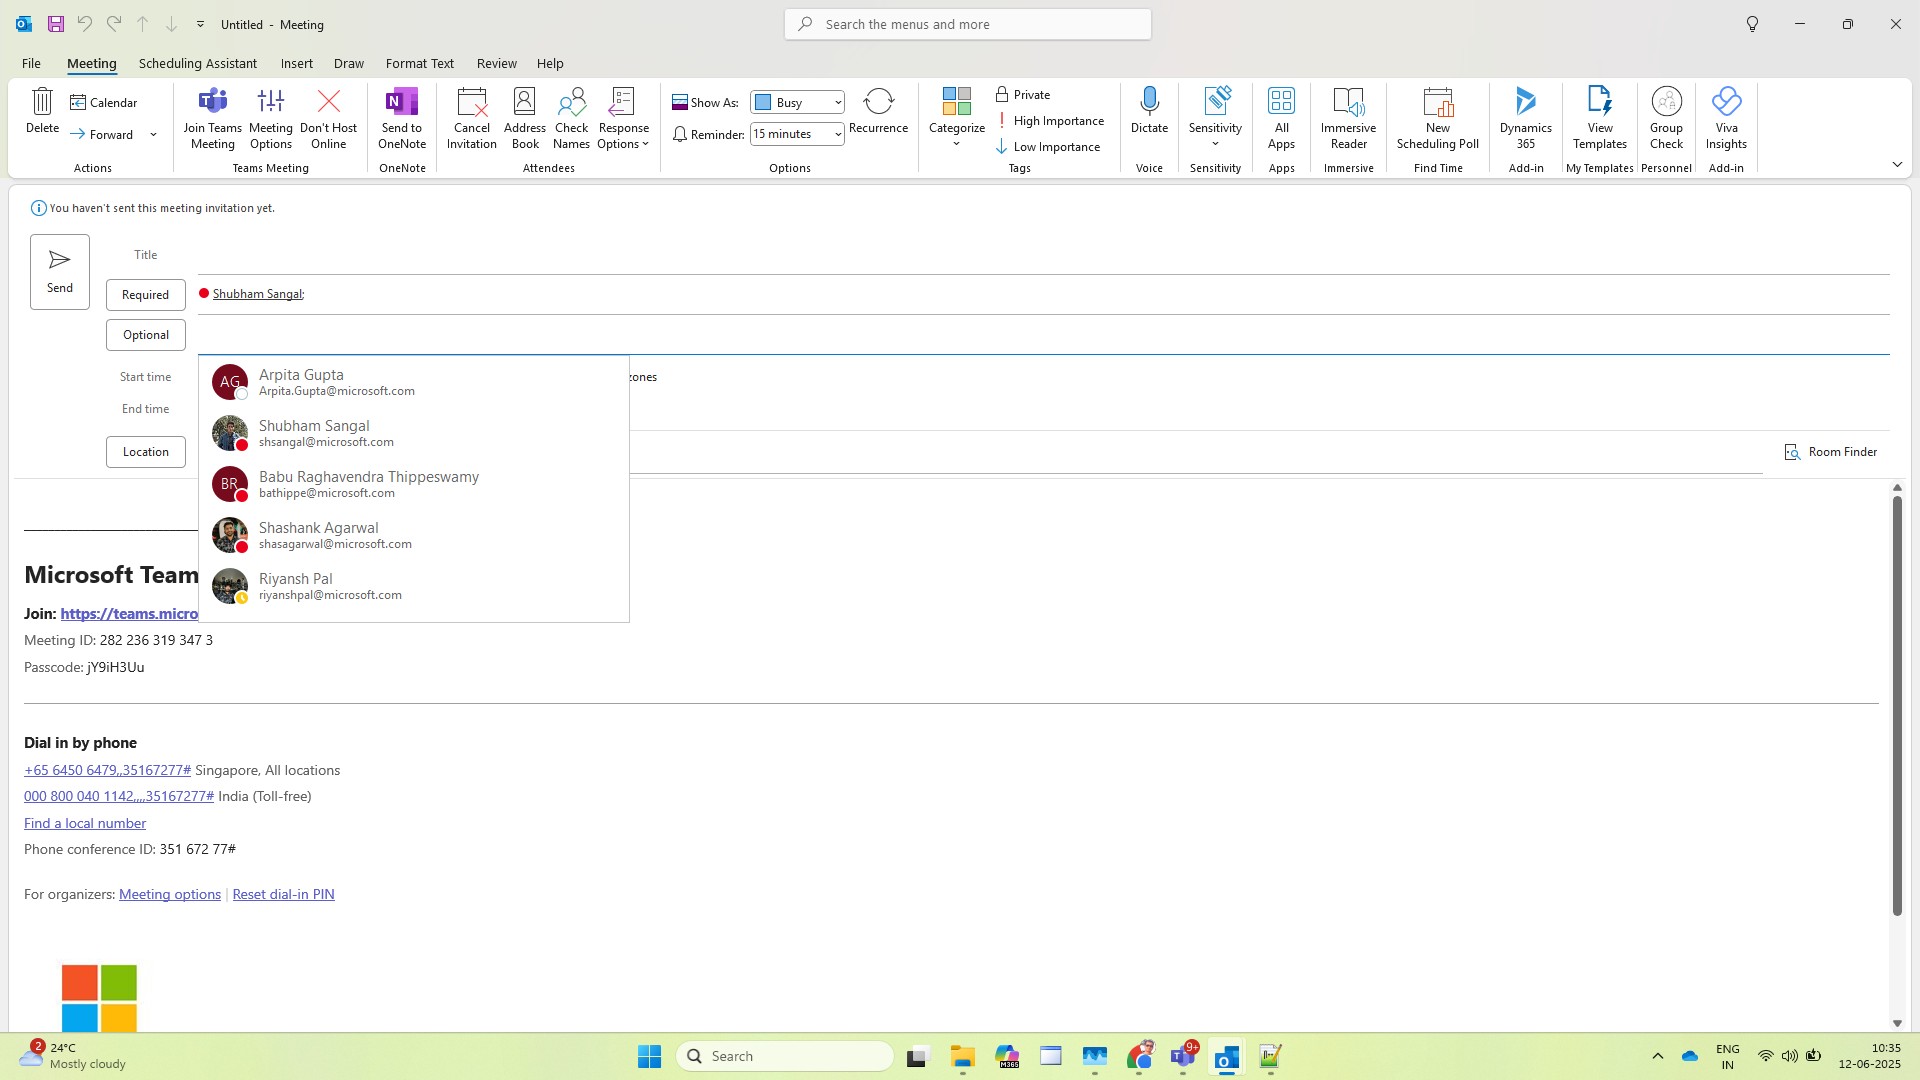 Untitled - Meeting
Search the menus and more
File
Meeting
Scheduling Assistant
Insert
Draw
Format Text
Review
Help
Delete
Calendar
Forward
Actions
Join Teams
Meeting
Meeting
Options
Don't Host
Online
Teams Meeting
Send to
OneNote
OneNote
Cancel
Invitation
Address
Book
Check
Names
Response
Options
Attendees
Show As:
Busy
Reminder:
15 minutes
Recurrence
Options
Categorize
Private
High Importance
Low Importance
Tags
Dictate
Voice
Sensitivity
Sensitivity
All
Apps
Apps
Immersive
Reader
Immersive
New
Scheduling Poll
Find Time
Dynamics
365
Add-in
View
Templates
My Templates
Group
Check
Personnel
Viva
Insights
Add-in
You haven't sent this meeting invitation yet.
Send
Title
Required
Shubham Sangal;
Optional
Start time
zones
End time
Location
Room Finder
AG
Arpita Gupta
Arpita.Gupta@microsoft.com
Shubham Sangal
shsangal@microsoft.com
BR
Babu Raghavendra Thippeswamy
bathippe@microsoft.com
Shashank Agarwal
shasagarwal@microsoft.com
Riyansh Pal
riyanshpal@microsoft.com
Microsoft Team
Join: https://teams.micro
Meeting ID: 282 236 319 347 3
Passcode: jY9iH3Uu
Dial in by phone
+65 6450 6479,,35167277# Singapore, All locations
000 800 040 1142,,,,35167277# India (Toll-free)
Find a local number
Phone conference ID: 351 672 77#
For organizers: Meeting options | Reset dial-in PIN
2
24°C
Mostly cloudy
Search
M365
9+
ENG
IN
10:35
12-06-2025